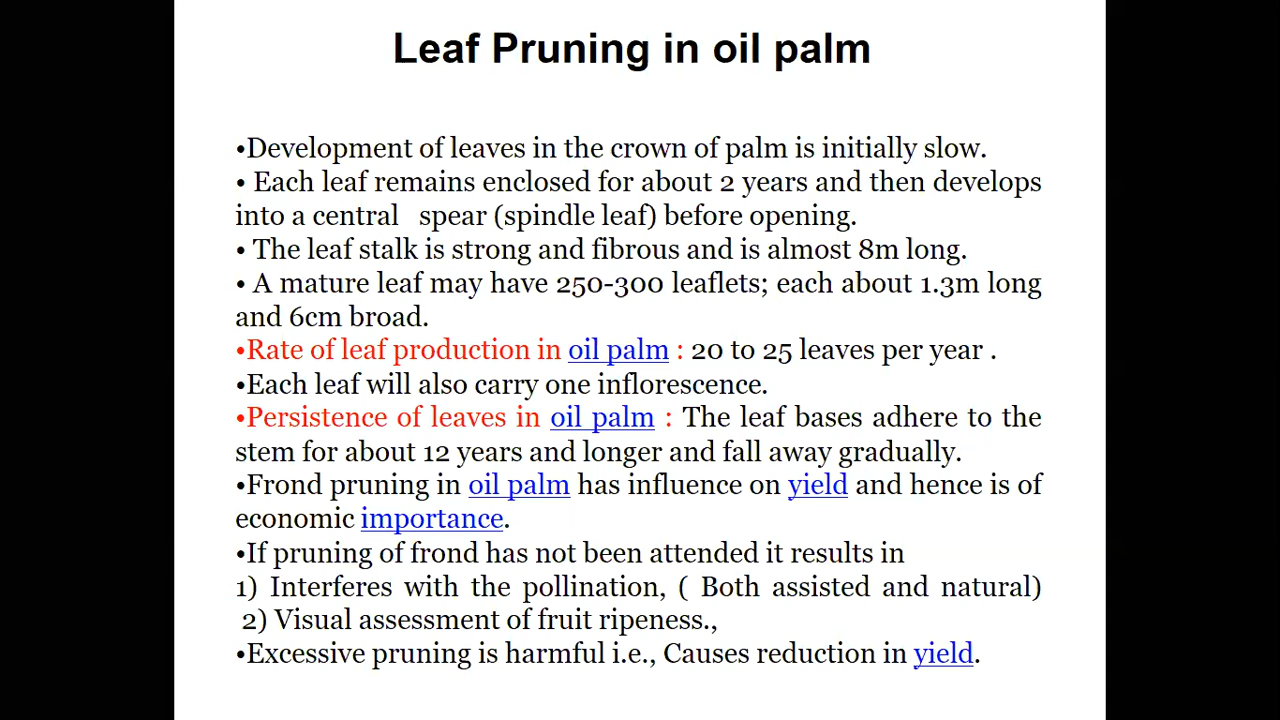 Leaf Pruning in oil palm
•Development of leaves in the crown of palm is initially slow.
• Each leaf remains enclosed for about 2 years and then develops
into a central spear (spindle leaf) before opening.
• The leaf stalk is strong and fibrous and is almost 8m long.
• A mature leaf may have 250-300 leaflets; each about 1.3m long
and 6cm broad.
•Rate of leaf production in oil palm : 20 to 25 leaves per year .
•Each leaf will also carry one inflorescence.
•Persistence of leaves in oil palm : The leaf bases adhere to the
stem for about 12 years and longer and fall away gradually.
•Frond pruning in oil palm has influence on yield and hence is of
economic importance.
•If pruning of frond has not been attended it results in
1) Interferes with the pollination, ( Both assisted and natural)
2) Visual assessment of fruit ripeness.,
•Excessive pruning is harmful i.e., Causes reduction in yield.